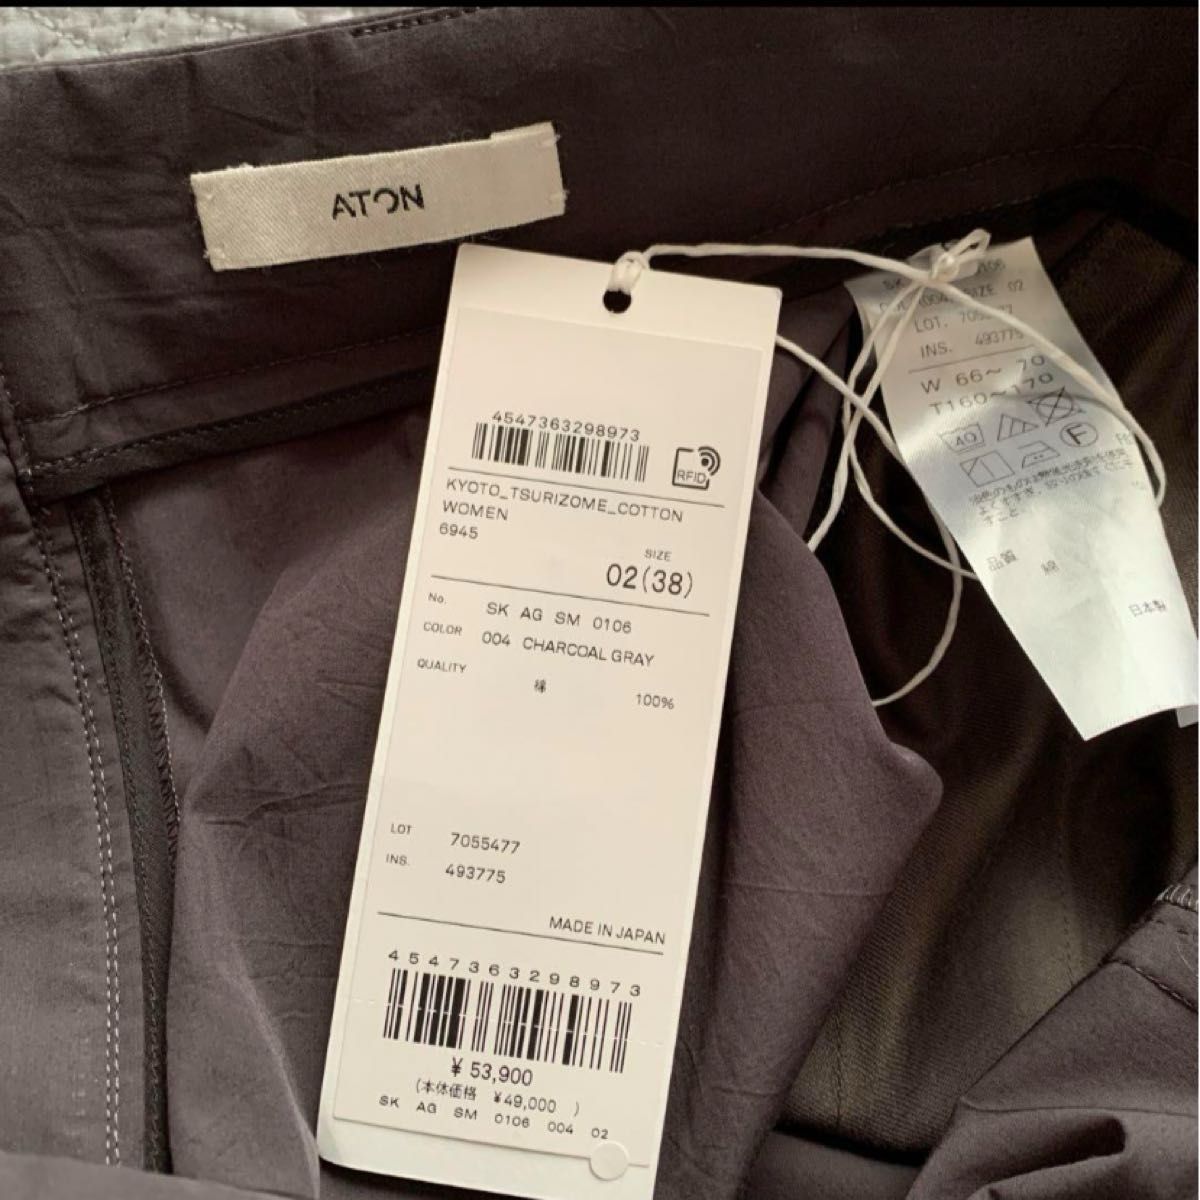 ATON
4547363298973
RFID
KYOTO_TSURIZOME_COTTON
WOMEN
6945
SIZE
02(38)
No. SK AG SM 0106
COLOR 004 CHARCOAL GRAY
QUALITY 綿 100%
LOT 7055477
INS. 493775
MADE IN JAPAN
4547363298973
¥ 53,900
(本体価格 ¥49,000 )
SK AG SM 0106 004 02
SK 0106
SIZE 02
LOT.
INS. 493775
W 66~ 70
T160~170
40
F
品質 綿
日本製